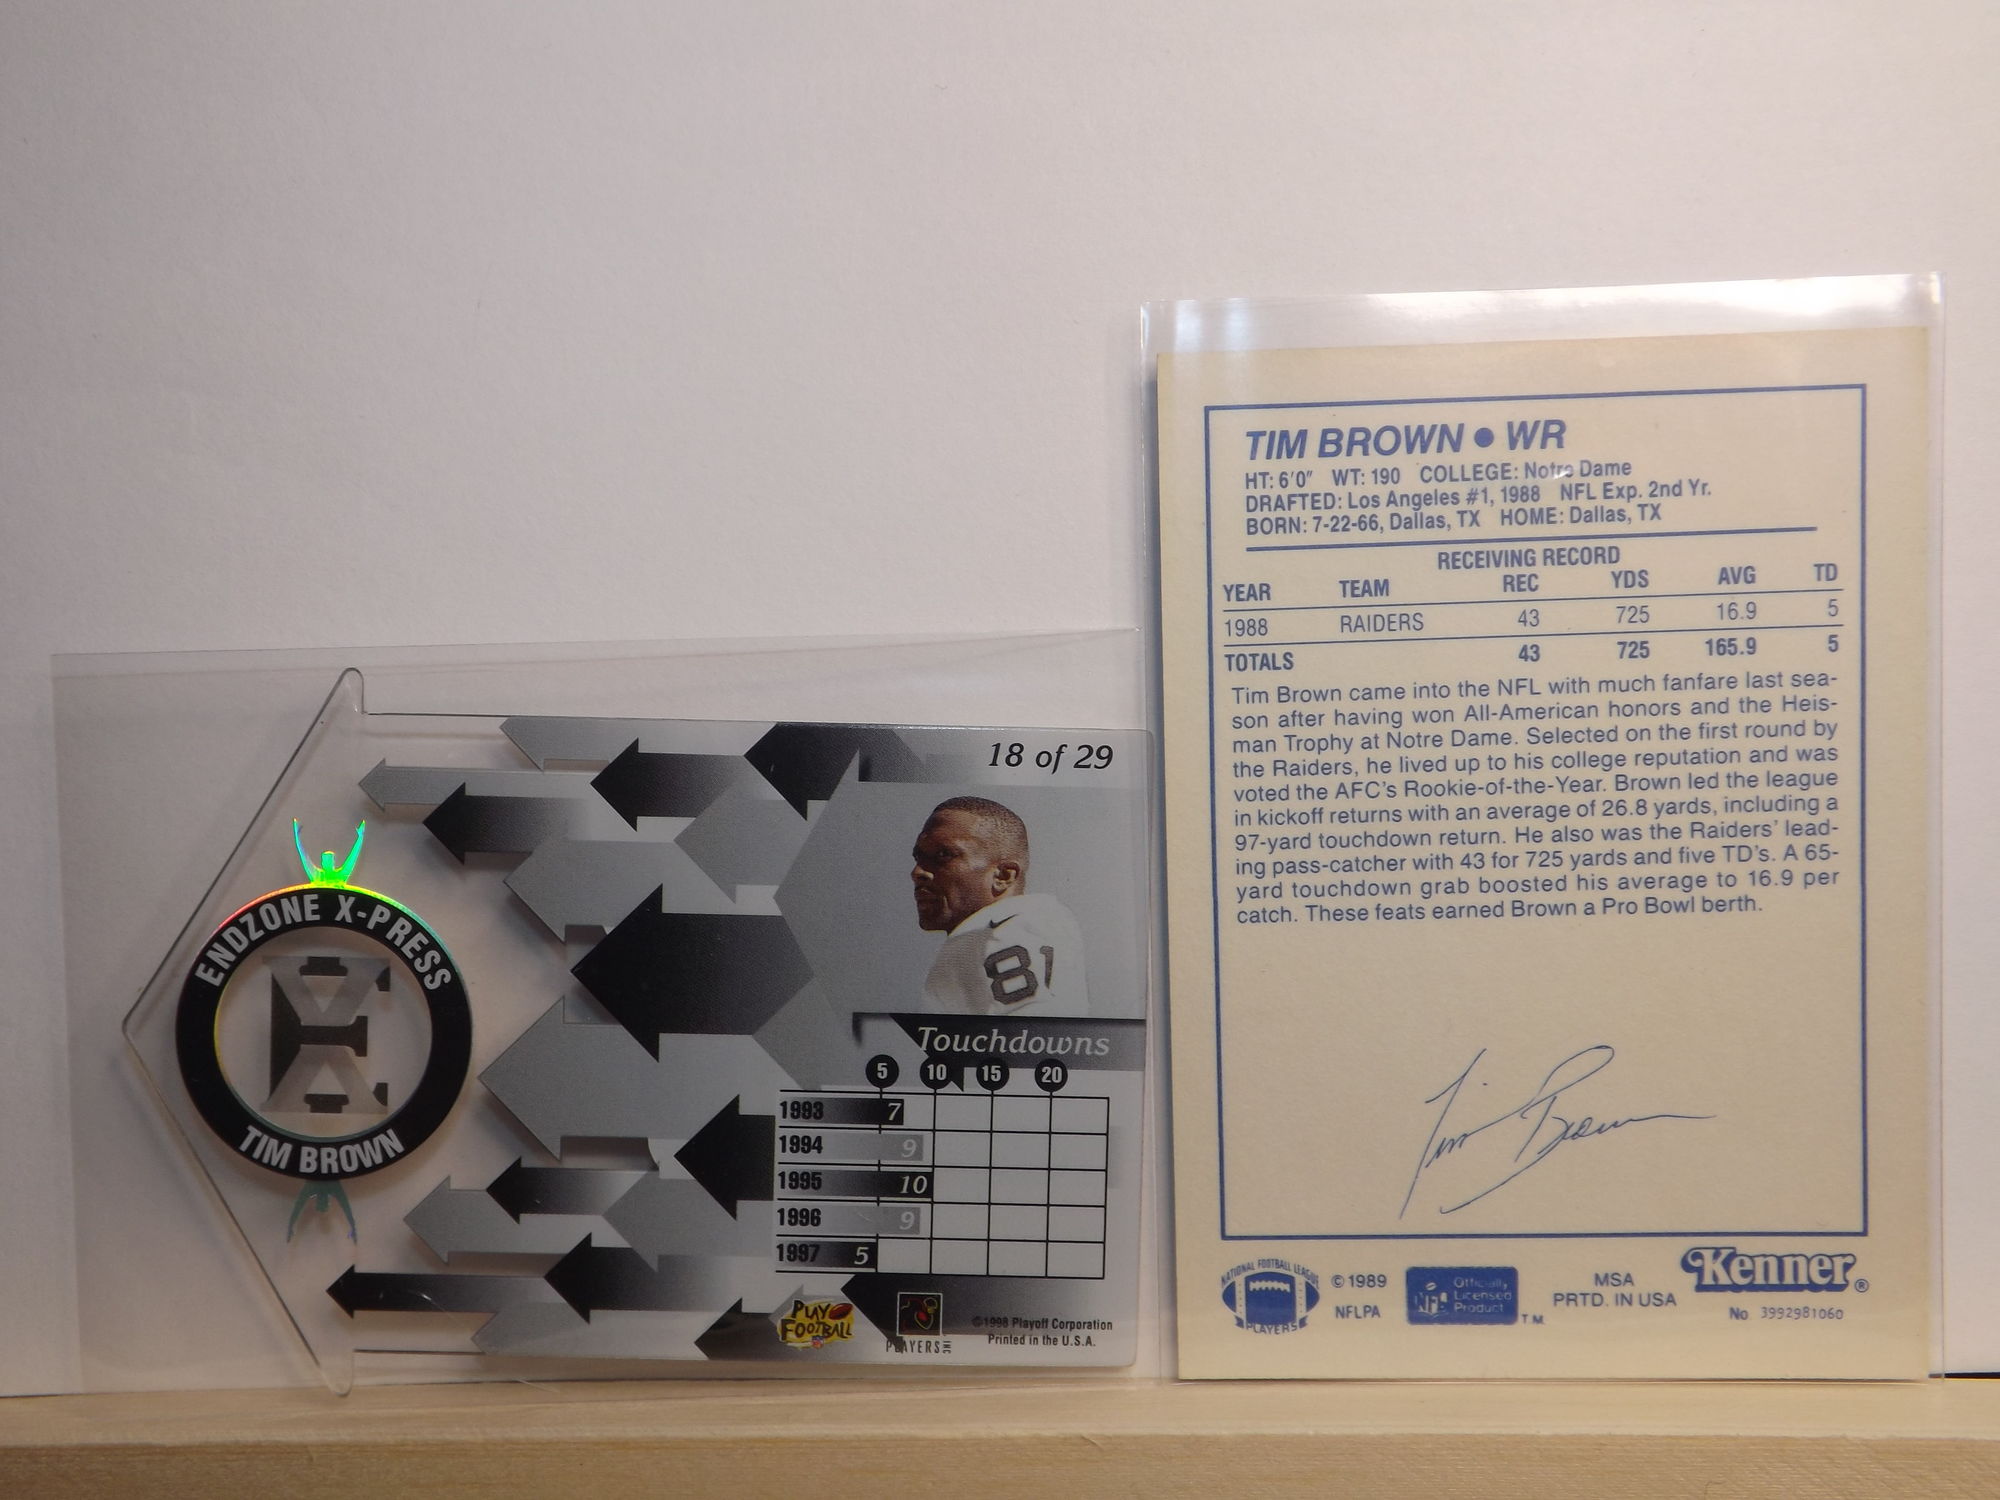 18 of 29
ENDZONE X-PRESS
TIM BROWN
81
Touchdowns
5 10 15 20
1993 7
1994 9
1995 10
1996 9
1997 5
PLAY
FOOTBALL
PLAYERS INC
©1998 Playoff Corporation
Printed in the U.S.A.
TIM BROWN ● WR
HT: 6'0" WT: 190 COLLEGE: Notre Dame
DRAFTED: Los Angeles #1, 1988 NFL Exp. 2nd Yr.
BORN: 7-22-66, Dallas, TX HOME: Dallas, TX
RECEIVING RECORD
YEAR TEAM REC YDS AVG TD
1988 RAIDERS 43 725 16.9 5
TOTALS 43 725 165.9 5
Tim Brown came into the NFL with much fanfare last sea-
son after having won All-American honors and the Heis-
man Trophy at Notre Dame. Selected on the first round by
the Raiders, he lived up to his college reputation and was
voted the AFC's Rookie-of-the-Year. Brown led the league
in kickoff returns with an average of 26.8 yards, including a
97-yard touchdown return. He also was the Raiders' lead-
ing pass-catcher with 43 for 725 yards and five TD's. A 65-
yard touchdown grab boosted his average to 16.9 per
catch. These feats earned Brown a Pro Bowl berth.
Tim Brown
NATIONAL FOOTBALL LEAGUE
PLAYERS
© 1989
NFLPA
NFL
Officially
Licensed
Product
T.M.
MSA
PRTD. IN USA
Kenner®
No 3992981060